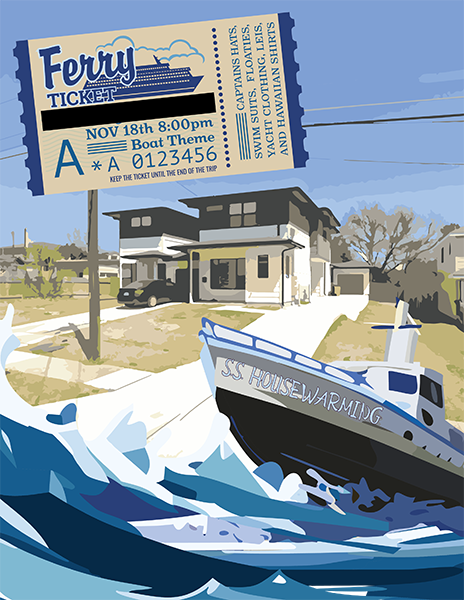 Ferry
TICKET
NOV 18th 8:00pm
Boat Theme
A
* A 0123456
KEEP THE TICKET UNTIL THE END OF THE TRIP
CAPTAINS HATS,
SWIM SUITS, FLOATIES,
YACHT CLOTHING, LEIS,
AND HAWAIIAN SHIRTS
S.S HOUSEWARMING